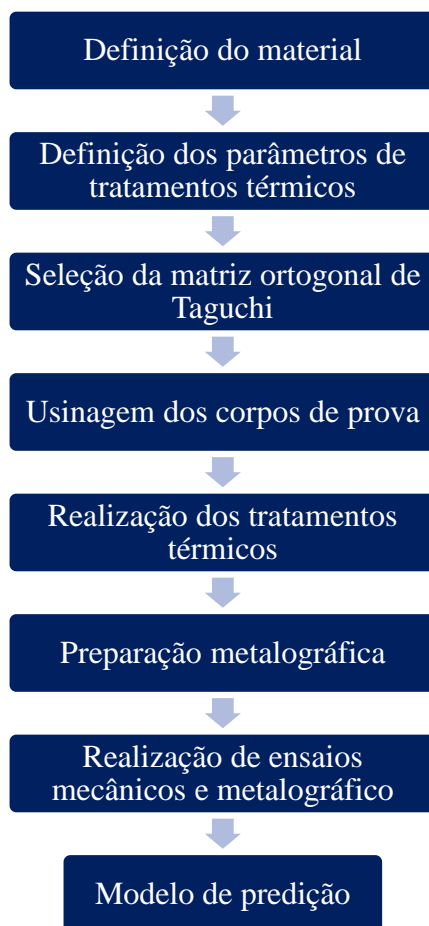 Definição do material
Definição dos parâmetros de
tratamentos térmicos
Seleção da matriz ortogonal de
Taguchi
Usinagem dos corpos de prova
Realização dos tratamentos
térmicos
Preparação metalográfica
Realização de ensaios
mecânicos e metalográfico
Modelo de predição